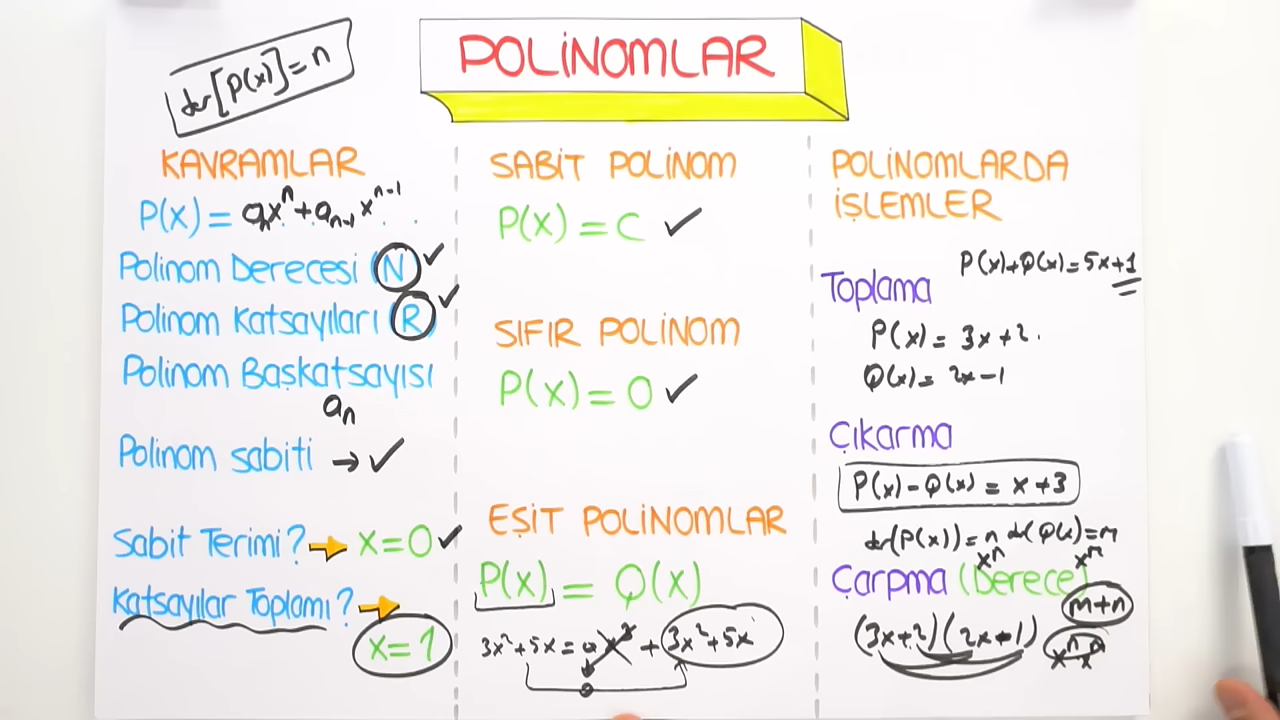 der[P(x)]=n
POLİNOMLAR
KAVRAMLAR
P(x) = aₙxⁿ+aₙ₋₁xⁿ⁻¹..
Polinom Derecesi (N) ✓
Polinom Katsayıları (R) ✓
Polinom Başkatsayısı
aₙ
Polinom sabiti → ✓
Sabit Terimi? → x=0 ✓
Katsayılar Toplamı? →
x=1
SABİT POLİNOM
P(x) = C ✓
SIFIR POLİNOM
P(x) = 0 ✓
EŞİT POLİNOMLAR
P(x) = Q(x)
3x²+5x=a x³ + 3x²+5x
0
POLİNOMLARDA
İŞLEMLER
P(x)+Q(x)=5x+1
Toplama
P(x)= 3x+2.
Q(x)= 2x-1
Çıkarma
P(x)-Q(x) = x+3
der(P(x))=n der(Q(x)=m
xⁿ xᵐ
Çarpma (Derece)
m+n
(3x+2)(2x-1)